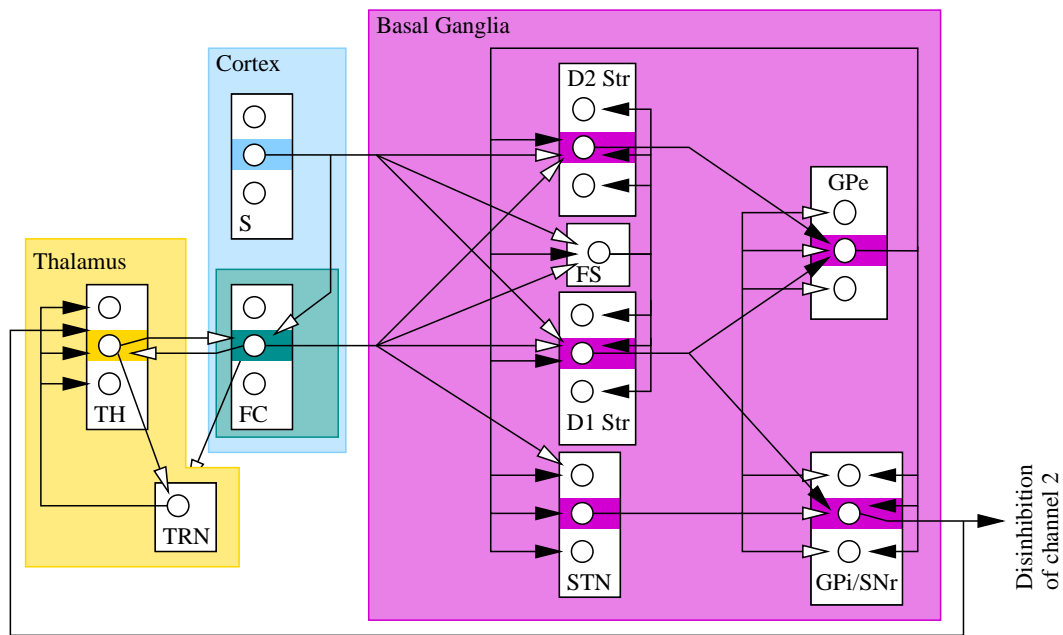 Basal Ganglia
Cortex
D2 Str
S
GPe
Thalamus
FS
TH
FC
D1 Str
TRN
STN
GPi/SNr
Disinhibition
of channel 2